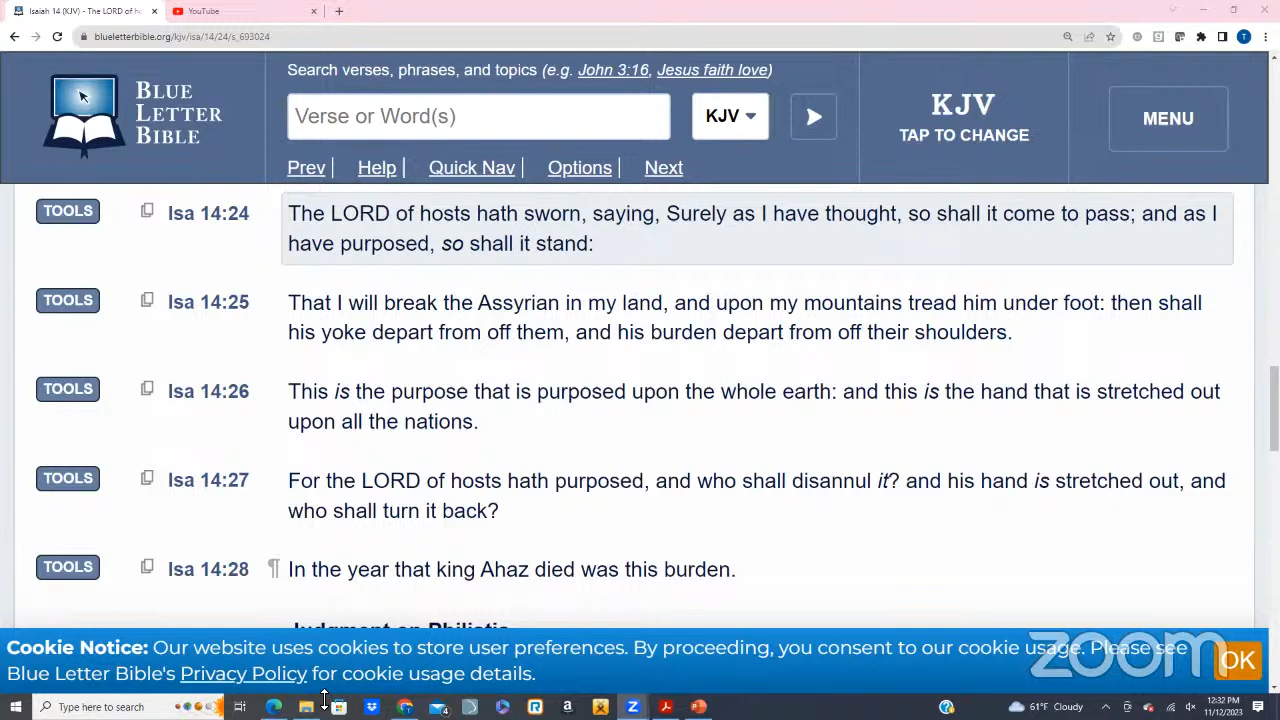 Isaiah 14 (KJV) - The LORD of ho
YouTube
blueletterbible.org/kjv/isa/14/24/s_693024
T
BLUE
LETTER
BIBLE
Search verses, phrases, and topics (e.g. John 3:16, Jesus faith love)
Verse or Word(s)
KJV
KJV
TAP TO CHANGE
MENU
Prev | Help | Quick Nav | Options | Next
TOOLS Isa 14:24 The LORD of hosts hath sworn, saying, Surely as I have thought, so shall it come to pass; and as I
have purposed, so shall it stand:
TOOLS Isa 14:25 That I will break the Assyrian in my land, and upon my mountains tread him under foot: then shall
his yoke depart from off them, and his burden depart from off their shoulders.
TOOLS Isa 14:26 This is the purpose that is purposed upon the whole earth: and this is the hand that is stretched out
upon all the nations.
TOOLS Isa 14:27 For the LORD of hosts hath purposed, and who shall disannul it? and his hand is stretched out, and
who shall turn it back?
TOOLS Isa 14:28 ¶ In the year that king Ahaz died was this burden.
Judgment on Philistia
Cookie Notice: Our website uses cookies to store user preferences. By proceeding, you consent to our cookie usage. Please see
Blue Letter Bible's Privacy Policy for cookie usage details.
OK
zoom
Type here to search
61°F Cloudy
12:32 PM
11/12/2023